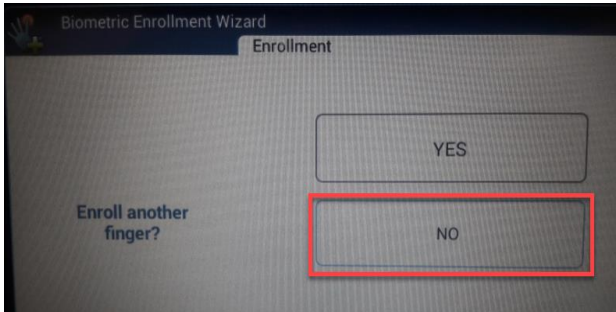 Biometric Enrollment Wizard
Enrollment
YES
Enroll another
finger?
NO